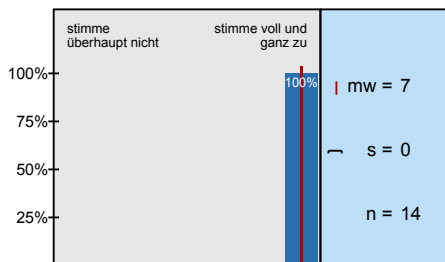 stimme
überhaupt nicht
stimme voll und
ganz zu
100%
75%
50%
25%
100%
mw = 7
s = 0
n = 14